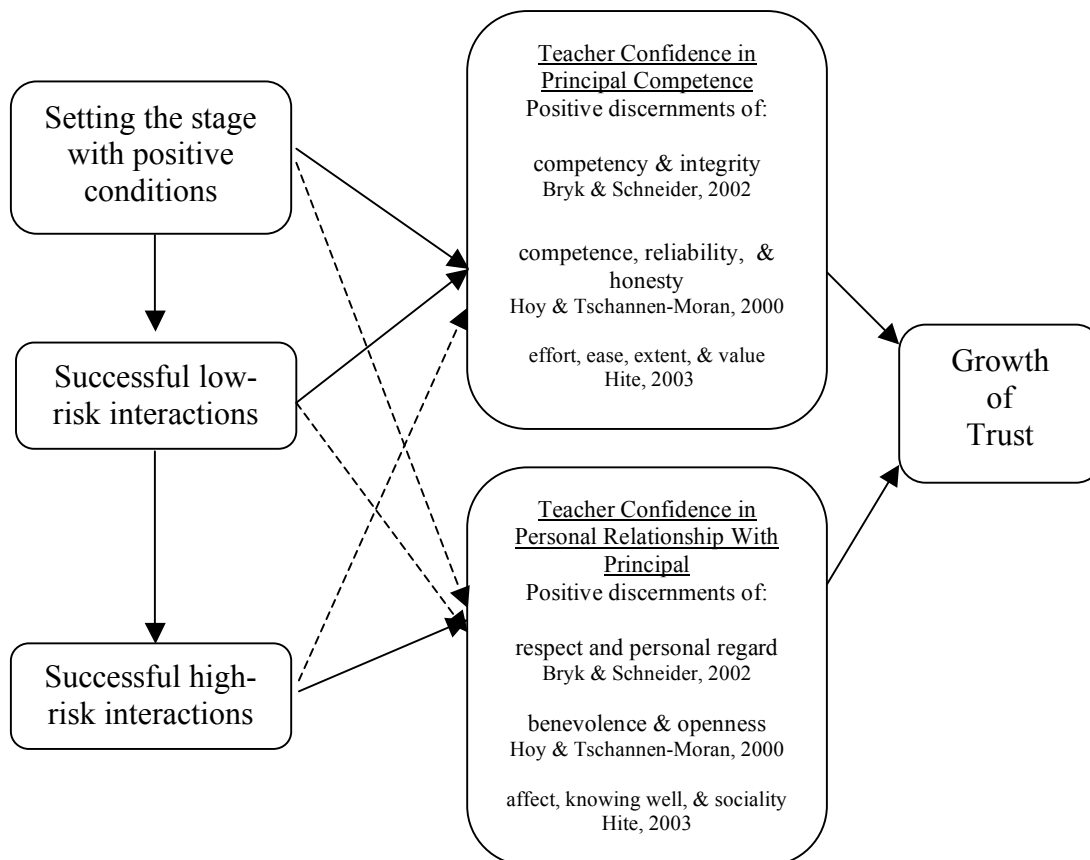 Setting the stage
with positive
conditions
Successful low-
risk interactions
Successful high-
risk interactions
Teacher Confidence in
Principal Competence
Positive discernments of:
competency & integrity
Bryk & Schneider, 2002
competence, reliability, &
honesty
Hoy & Tschannen-Moran, 2000
effort, ease, extent, & value
Hite, 2003
Teacher Confidence in
Personal Relationship With
Principal
Positive discernments of:
respect and personal regard
Bryk & Schneider, 2002
benevolence & openness
Hoy & Tschannen-Moran, 2000
affect, knowing well, & sociality
Hite, 2003
Growth
of
Trust